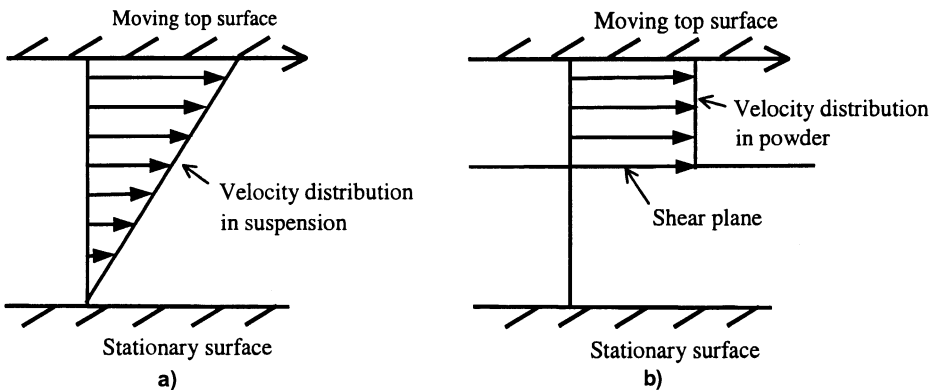 Moving top surface
Velocity distribution
in suspension
Stationary surface
a)
Moving top surface
Velocity distribution
in powder
Shear plane
Stationary surface
b)